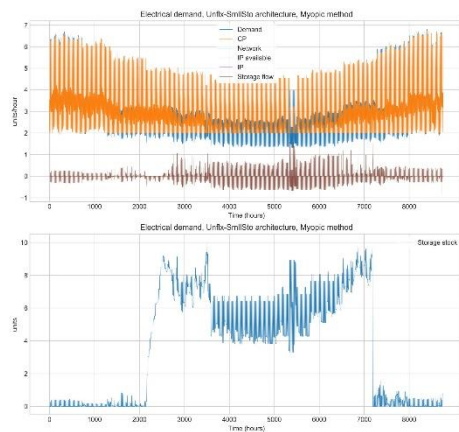 Electrical demand, Unfix-SmllSto architecture, Myopic method
Demand
CP
Network
IP available
IP
Storage flow
units/hour
7
6
5
4
3
2
1
0
-1
0 1000 2000 3000 4000 5000 6000 7000 8000
Time (hours)
Electrical demand, Unfix-SmllSto architecture, Myopic method
Storage stock
units
10
8
6
4
2
0
0 1000 2000 3000 4000 5000 6000 7000 8000
Time (hours)